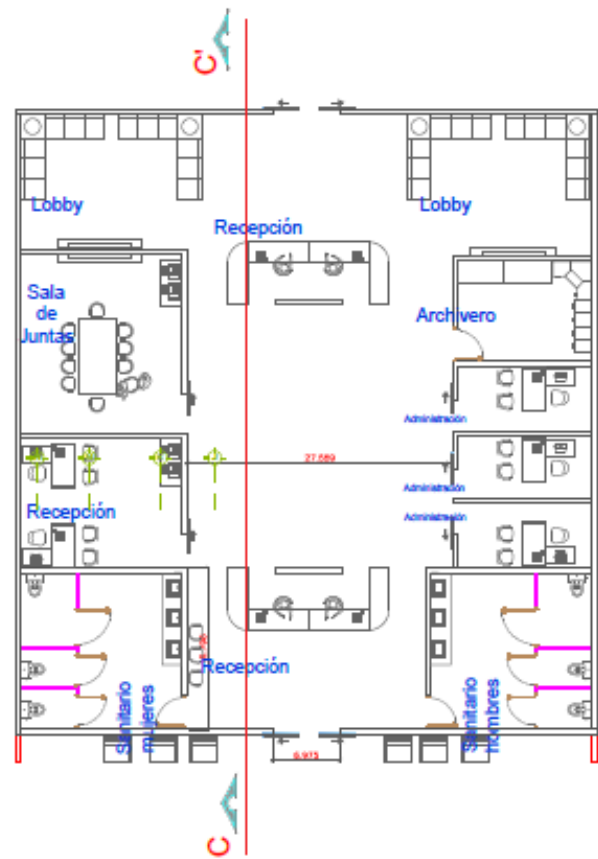 C'
Lobby
Lobby
Recepción
Sala
de
Juntas
Archivero
Administración
27.589
Administración
Recepción
Administración
Recepción
Sanitario
mujeres
Sanitario
hombres
6.975
C